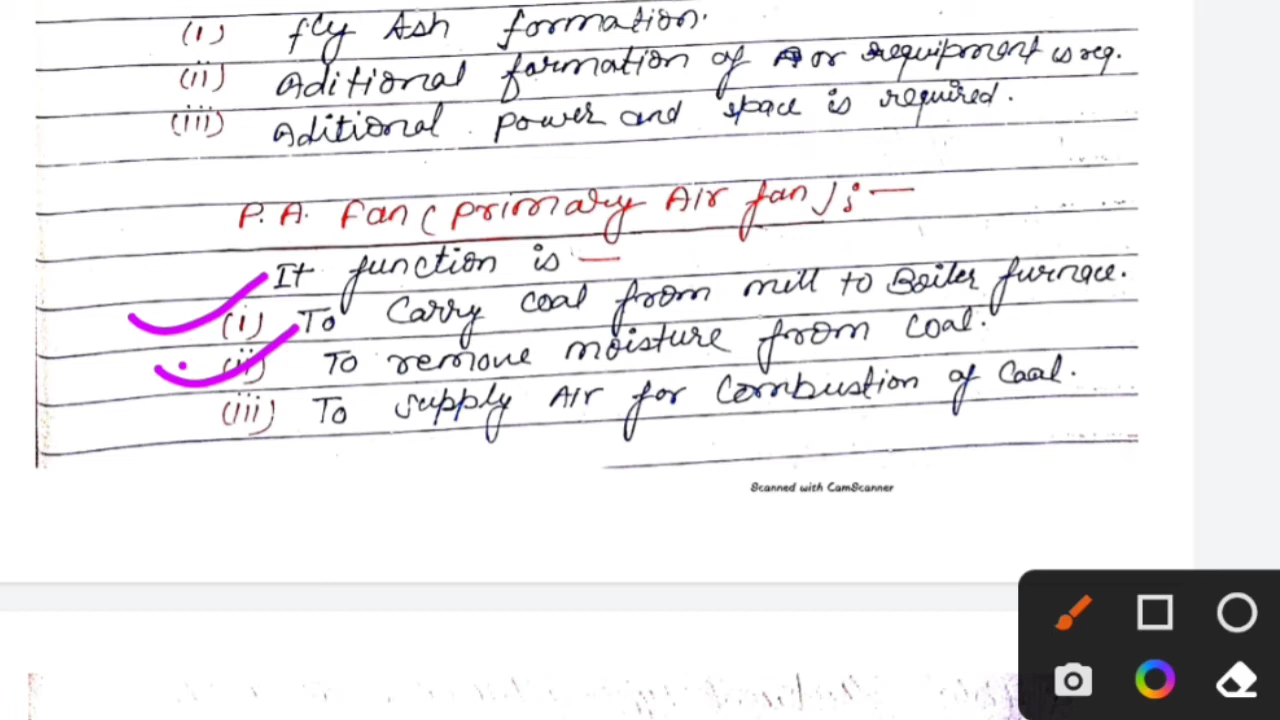 (i) fly Ash formation.
(ii) Aditional formation of or requipment is req.
(iii) Aditional power and space is required.
P. A. Fan (primary Air fan) ; —
It function is —
(i) To Carry coal from mill to Boiler furnace.
(ii) To remove moisture from coal.
(iii) To supply Air for Combustion of Coal.
Scanned with CamScanner